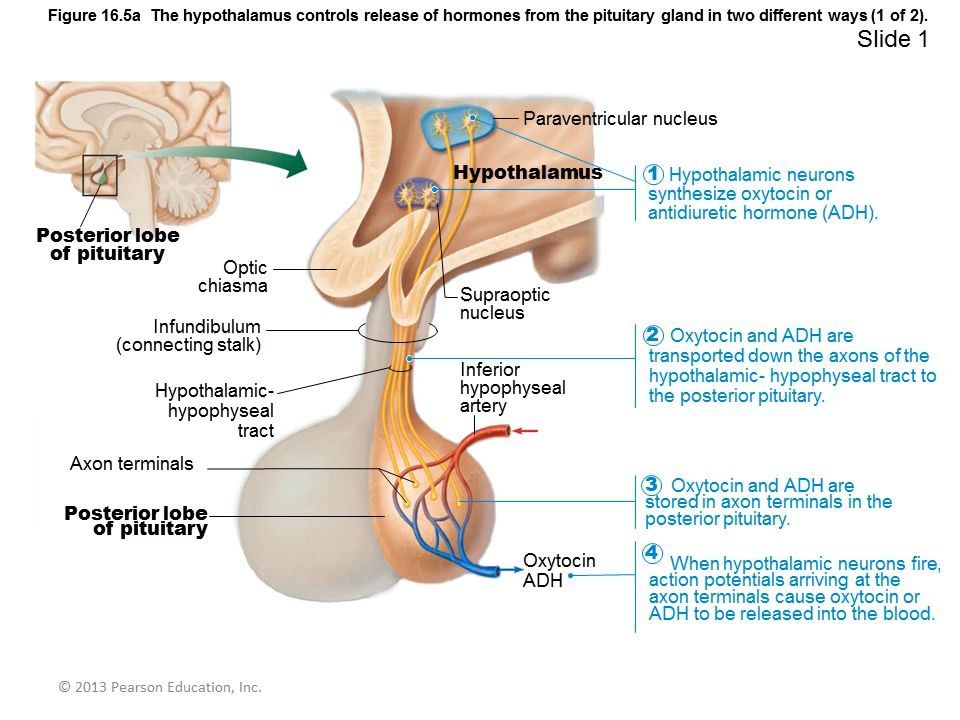 Figure 16.5a The hypothalamus controls release of hormones from the pituitary gland in two different ways (1 of 2).
Slide 1
Paraventricular nucleus
Hypothalamus
1 Hypothalamic neurons
synthesize oxytocin or
antidiuretic hormone (ADH).
Posterior lobe
of pituitary
Optic
chiasma
Supraoptic
nucleus
Infundibulum
(connecting stalk)
2 Oxytocin and ADH are
transported down the axons of the
hypothalamic- hypophyseal tract to
the posterior pituitary.
Inferior
hypophyseal
artery
Hypothalamic-
hypophyseal
tract
Axon terminals
3 Oxytocin and ADH are
stored in axon terminals in the
posterior pituitary.
Posterior lobe
of pituitary
Oxytocin
ADH
4 When hypothalamic neurons fire,
action potentials arriving at the
axon terminals cause oxytocin or
ADH to be released into the blood.
© 2013 Pearson Education, Inc.